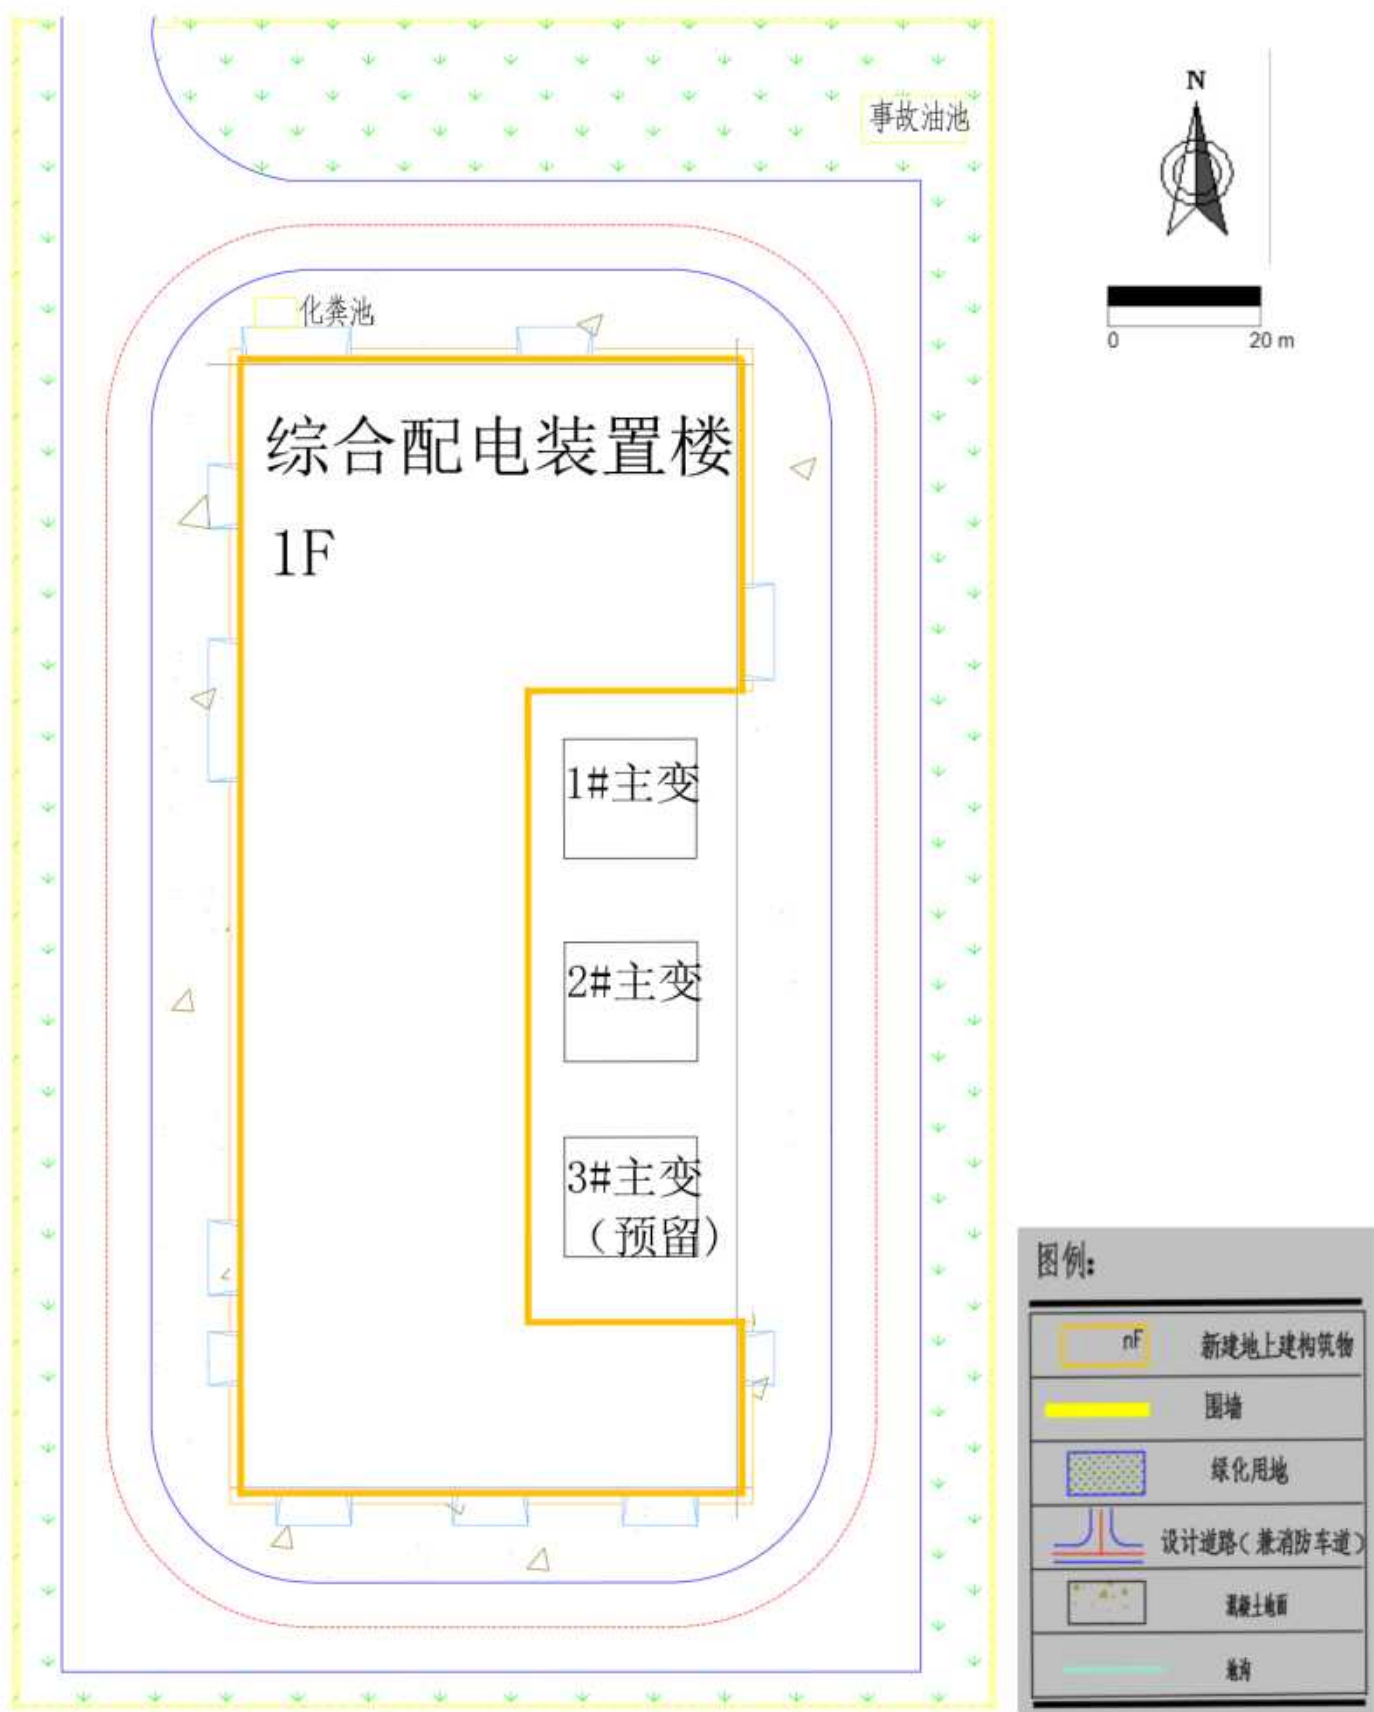 事故油池
N
0 20 m
化粪池
综合配电装置楼
1F
1#主变
2#主变
3#主变
（预留）
图例：
nF 新建地上建构筑物
围墙
绿化用地
设计道路（兼消防车道）
混凝土地面
地沟